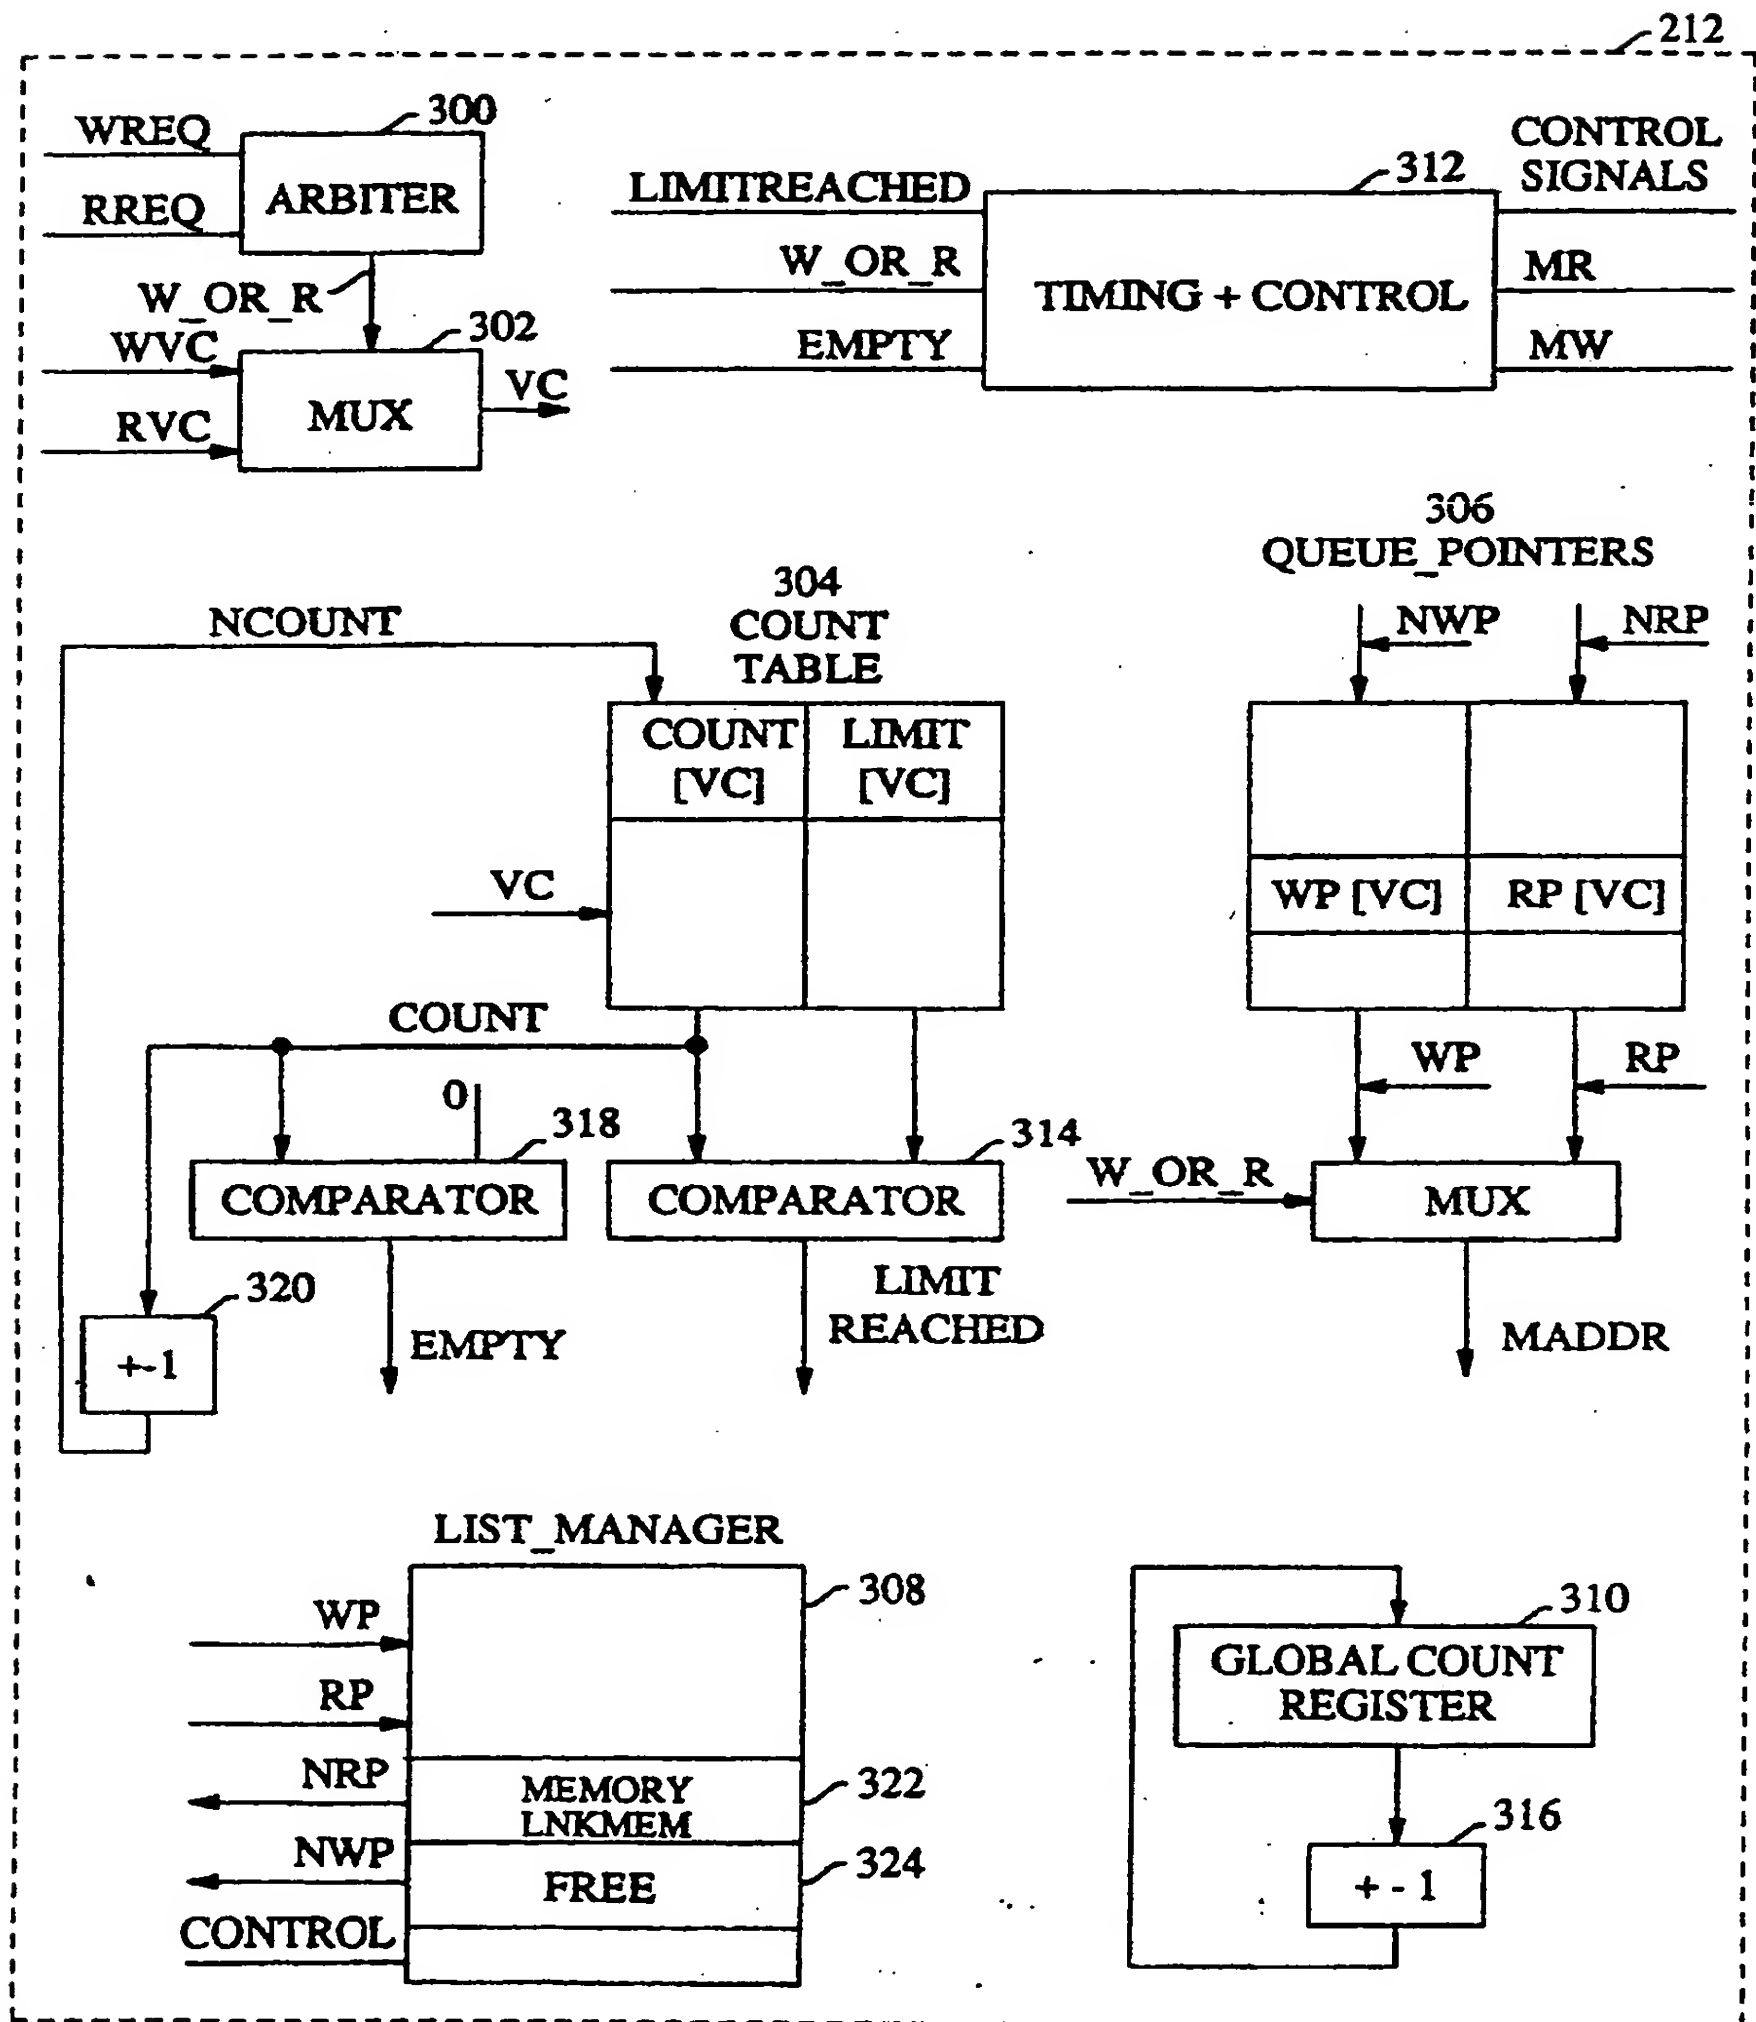 212
WREQ
300
RREQ
ARBITER
W_OR_R
WVC
302
RVC
MUX
VC
LIMITREACHED
312
CONTROL
SIGNALS
W_OR_R
TIMING + CONTROL
MR
EMPTY
MW
306
QUEUE_POINTERS
NWP
NRP
WP [VC]
RP [VC]
WP
RP
W_OR_R
MUX
MADDR
304
COUNT
TABLE
NCOUNT
COUNT
[VC]
LIMIT
[VC]
VC
COUNT
0
318
314
COMPARATOR
COMPARATOR
320
+-1
EMPTY
LIMIT
REACHED
LIST_MANAGER
308
WP
RP
NRP
MEMORY
LNKMEM
322
NWP
FREE
324
CONTROL
310
GLOBAL COUNT
REGISTER
316
+ - 1